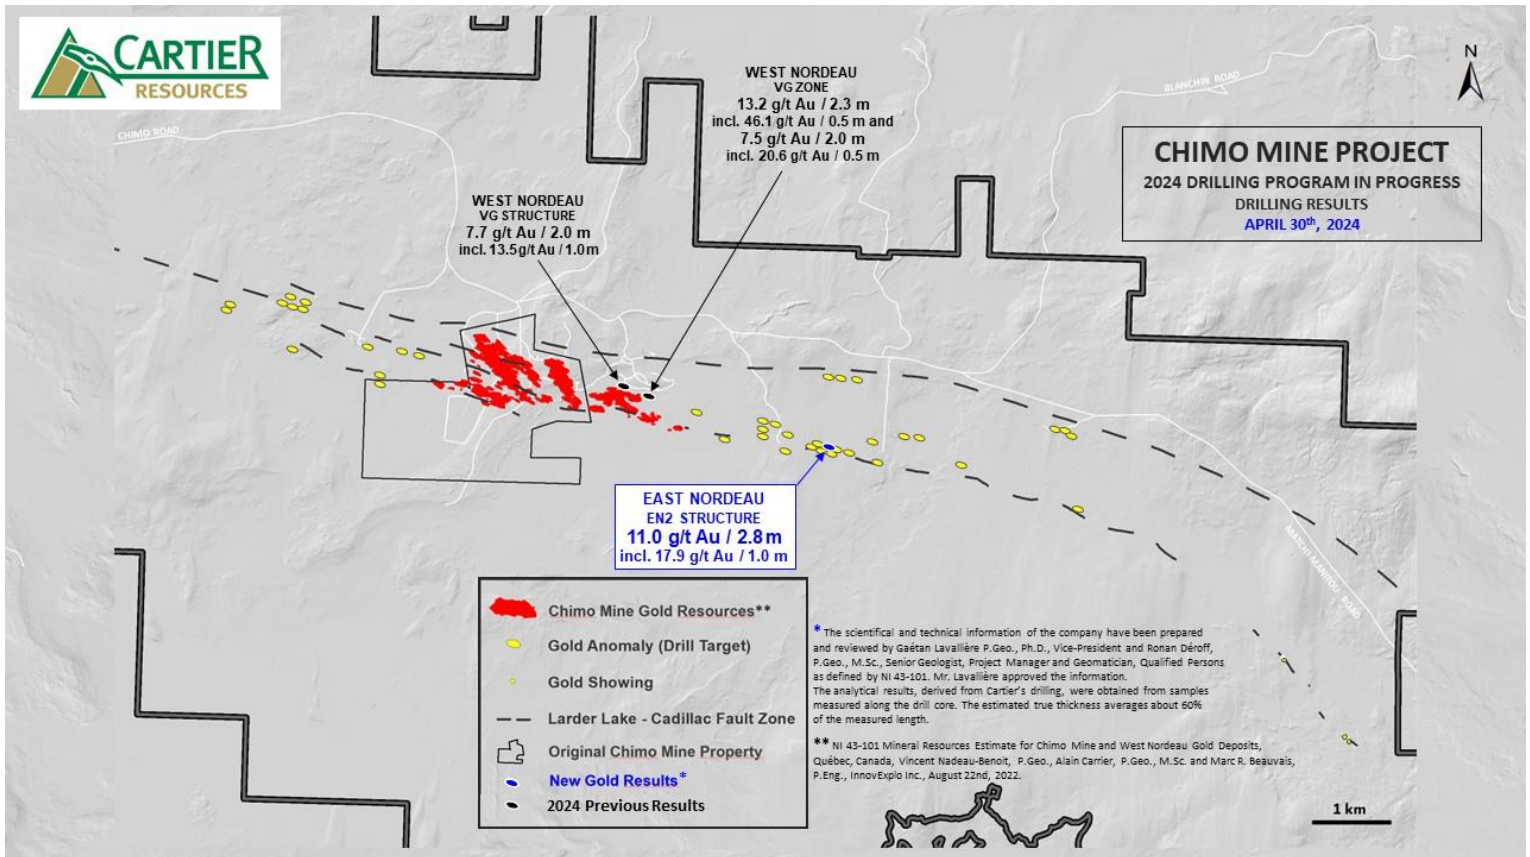 CARTIER
RESOURCES
N
BLANCHIN ROAD
CHIMO ROAD
WEST NORDEAU
VG ZONE
13.2 g/t Au / 2.3 m
incl. 46.1 g/t Au / 0.5 m and
7.5 g/t Au / 2.0 m
incl. 20.6 g/t Au / 0.5 m
CHIMO MINE PROJECT
2024 DRILLING PROGRAM IN PROGRESS
DRILLING RESULTS
APRIL 30th, 2024
WEST NORDEAU
VG STRUCTURE
7.7 g/t Au / 2.0 m
incl. 13.5 g/t Au / 1.0 m
EAST NORDEAU
EN2 STRUCTURE
11.0 g/t Au / 2.8 m
incl. 17.9 g/t Au / 1.0 m
MATCHI-MANITOU ROAD
Chimo Mine Gold Resources**
Gold Anomaly (Drill Target)
Gold Showing
Larder Lake - Cadillac Fault Zone
Original Chimo Mine Property
New Gold Results*
2024 Previous Results
* The scientifical and technical information of the company have been prepared
and reviewed by Gaétan Lavallière P.Geo., Ph.D., Vice-President and Ronan Déroff,
P.Geo., M.Sc., Senior Geologist, Project Manager and Geomatician, Qualified Persons
as defined by NI 43-101. Mr. Lavallière approved the information.
The analytical results, derived from Cartier's drilling, were obtained from samples
measured along the drill core. The estimated true thickness averages about 60%
of the measured length.
** NI 43-101 Mineral Resources Estimate for Chimo Mine and West Nordeau Gold Deposits,
Québec, Canada, Vincent Nadeau-Benoit, P.Geo., Alain Carrier, P.Geo., M.Sc. and Marc R. Beauvais,
P.Eng., InnovExplo Inc., August 22nd, 2022.
1 km